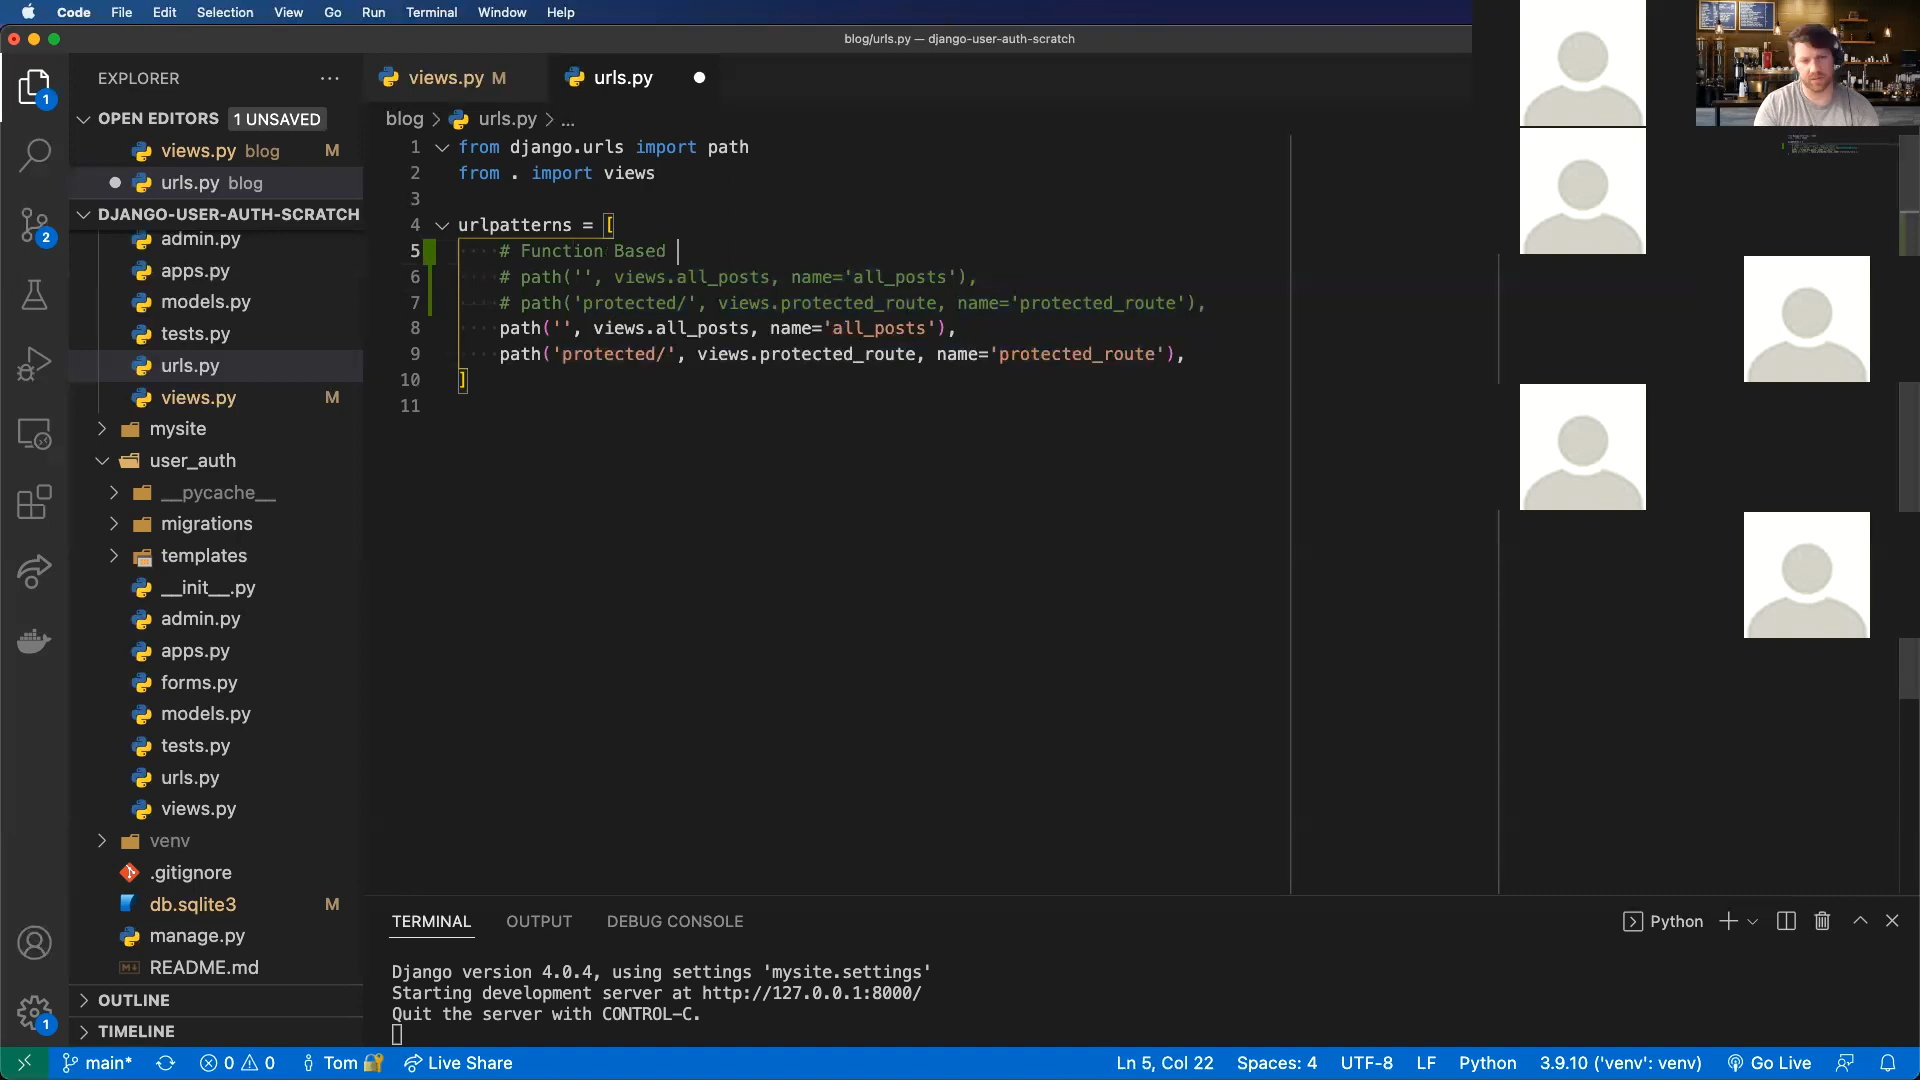 Code File Edit Selection View Go Run Terminal Window Help
blog/urls.py — django-user-auth-scratch
EXPLORER
views.py M
urls.py
OPEN EDITORS 1 UNSAVED
blog > urls.py > ...
views.py blog M
urls.py blog
DJANGO-USER-AUTH-SCRATCH
admin.py
apps.py
models.py
tests.py
urls.py
views.py M
mysite
user_auth
__pycache__
migrations
templates
__init__.py
admin.py
apps.py
forms.py
models.py
tests.py
urls.py
views.py
venv
.gitignore
db.sqlite3 M
manage.py
README.md
OUTLINE
TIMELINE
1
2
1
1 from django.urls import path
2 from . import views
3
4 urlpatterns = [
5 # Function Based
6 # path('', views.all_posts, name='all_posts'),
7 # path('protected/', views.protected_route, name='protected_route'),
8 path('', views.all_posts, name='all_posts'),
9 path('protected/', views.protected_route, name='protected_route'),
10 ]
11
TERMINAL OUTPUT DEBUG CONSOLE
Python
Django version 4.0.4, using settings 'mysite.settings'
Starting development server at http://127.0.0.1:8000/
Quit the server with CONTROL-C.
main* 0 0 Tom Live Share
Ln 5, Col 22 Spaces: 4 UTF-8 LF Python 3.9.10 ('venv': venv) Go Live